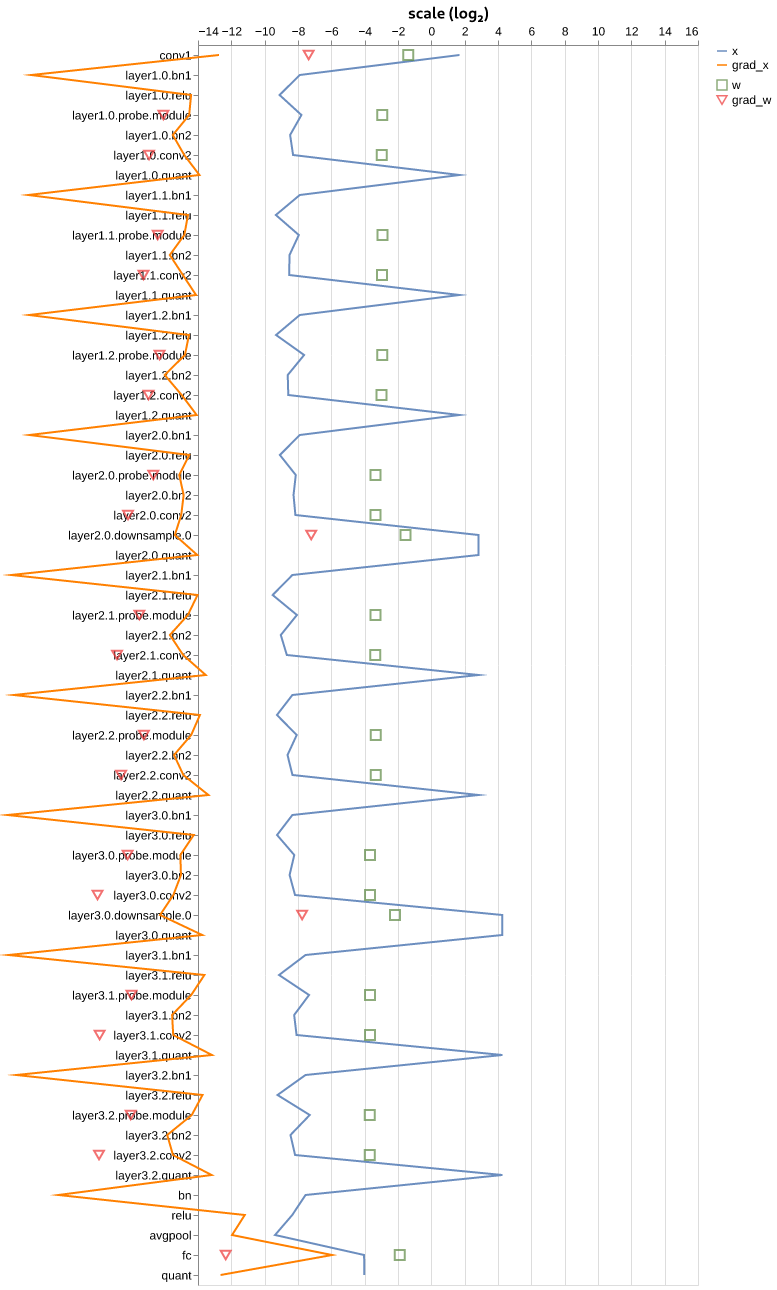 scale (log₂)
−14 −12 −10 −8 −6 −4 −2 0 2 4 6 8 10 12 14 16
x
grad_x
w
grad_w
conv1
layer1.0.bn1
layer1.0.relu
layer1.0.probe.module
layer1.0.bn2
layer1.0.conv2
layer1.0.quant
layer1.1.bn1
layer1.1.relu
layer1.1.probe.module
layer1.1.bn2
layer1.1.conv2
layer1.1.quant
layer1.2.bn1
layer1.2.relu
layer1.2.probe.module
layer1.2.bn2
layer1.2.conv2
layer1.2.quant
layer2.0.bn1
layer2.0.relu
layer2.0.probe.module
layer2.0.bn2
layer2.0.conv2
layer2.0.downsample.0
layer2.0.quant
layer2.1.bn1
layer2.1.relu
layer2.1.probe.module
layer2.1.bn2
layer2.1.conv2
layer2.1.quant
layer2.2.bn1
layer2.2.relu
layer2.2.probe.module
layer2.2.bn2
layer2.2.conv2
layer2.2.quant
layer3.0.bn1
layer3.0.relu
layer3.0.probe.module
layer3.0.bn2
layer3.0.conv2
layer3.0.downsample.0
layer3.0.quant
layer3.1.bn1
layer3.1.relu
layer3.1.probe.module
layer3.1.bn2
layer3.1.conv2
layer3.1.quant
layer3.2.bn1
layer3.2.relu
layer3.2.probe.module
layer3.2.bn2
layer3.2.conv2
layer3.2.quant
bn
relu
avgpool
fc
quant